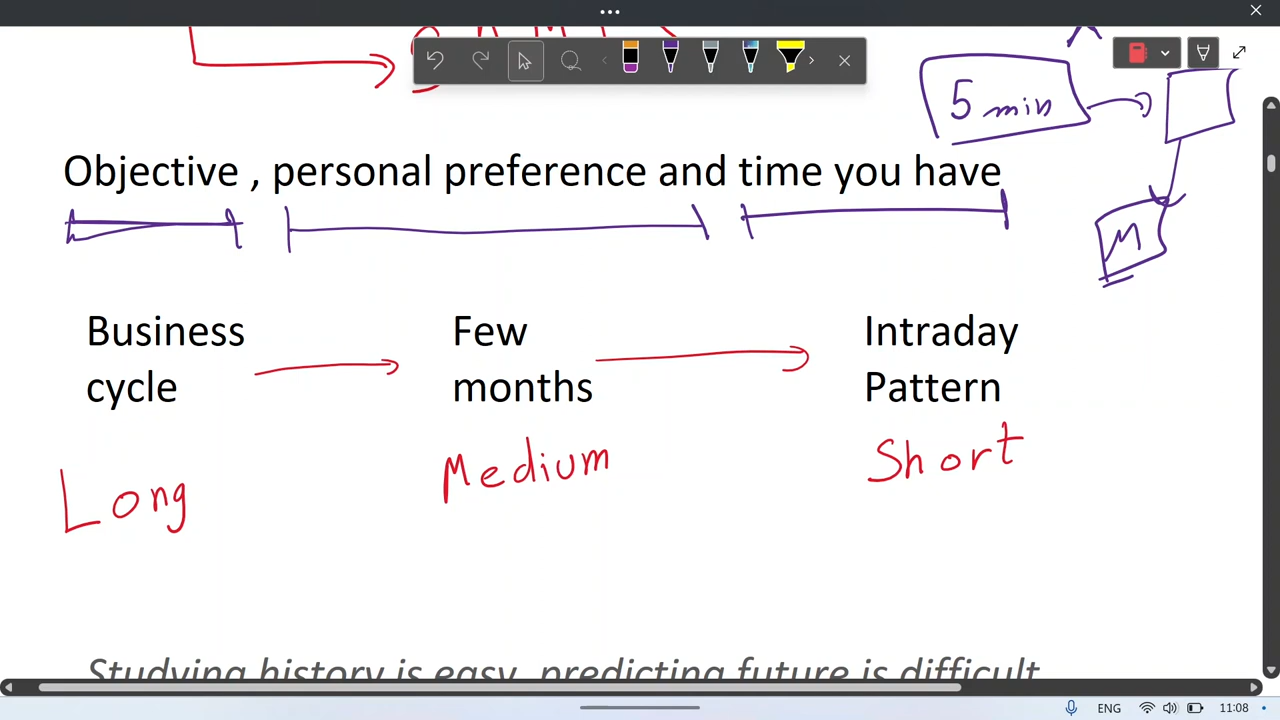 5 min
Objective , personal preference and time you have
M
Business cycle
Few months
Intraday Pattern
Long
Medium
Short
Studying history is easy, predicting future is difficult
ENG
11:08